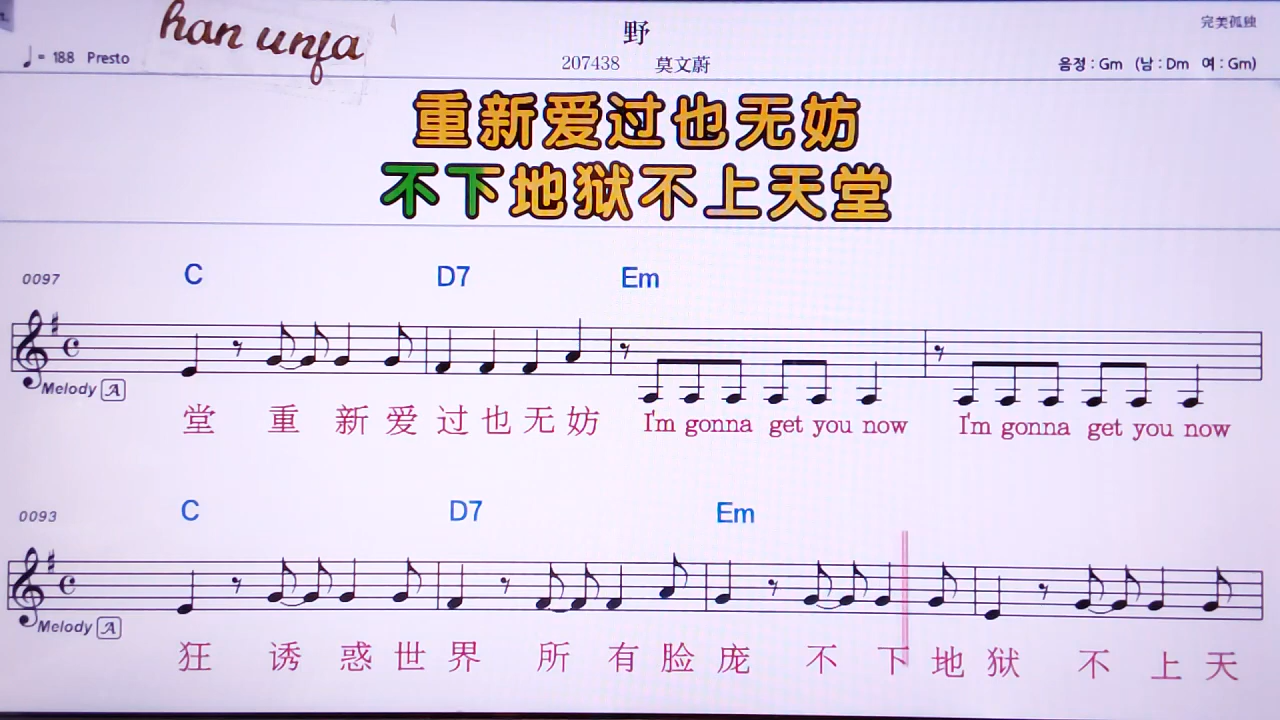 han unfa
野
完美孤独
♩= 188 Presto
207438 莫文蔚
음정 : Gm (남 : Dm 여 : Gm)
重新爱过也无妨
不下地狱不上天堂
0097
C D7 Em
Melody A
堂 重 新 爱 过 也 无 妨 I'm gonna get you now I'm gonna get you now
0093
C D7 Em
Melody A
狂 诱 惑 世 界 所 有 脸 庞 不 下 地 狱 不 上 天